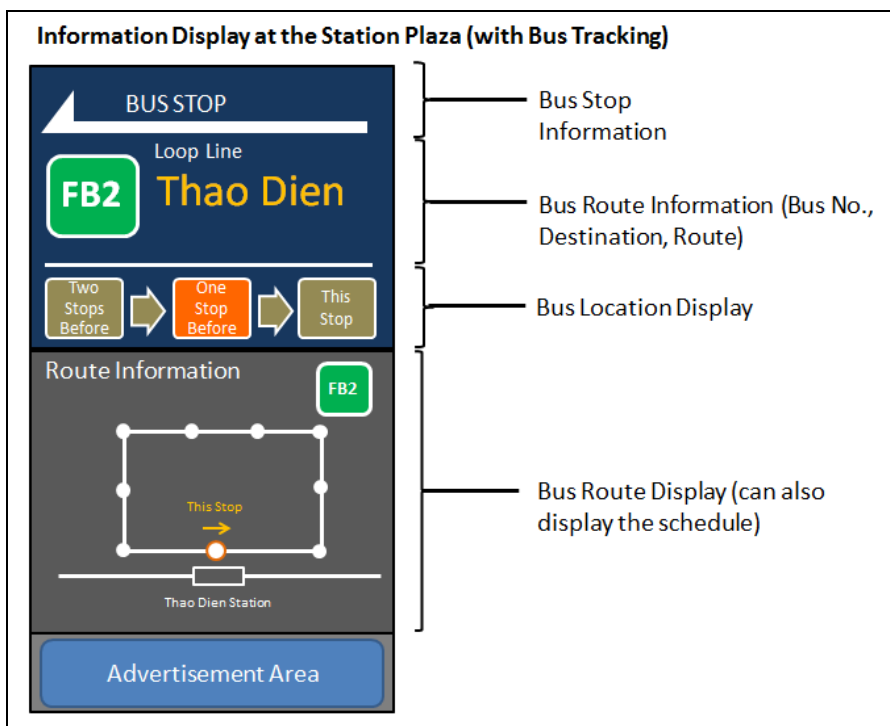 Information Display at the Station Plaza (with Bus Tracking)
BUS STOP
Loop Line
FB2
Thao Dien
Two
Stops
Before
One
Stop
Before
This
Stop
Route Information
FB2
This Stop
Thao Dien Station
Advertisement Area
Bus Stop
Information
Bus Route Information (Bus No.,
Destination, Route)
Bus Location Display
Bus Route Display (can also
display the schedule)